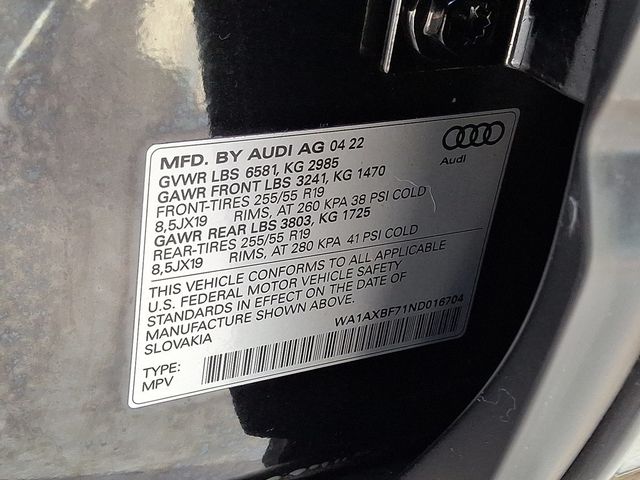 MFD. BY AUDI AG 04 22
Audi
GVWR LBS 6581, KG 2985
GAWR FRONT LBS 3241, KG 1470
FRONT-TIRES 255/55 R19
8,5JX19 RIMS, AT 260 KPA 38 PSI COLD
GAWR REAR LBS 3803, KG 1725
REAR-TIRES 255/55 R19
8,5JX19 RIMS, AT 280 KPA 41 PSI COLD
THIS VEHICLE CONFORMS TO ALL APPLICABLE
U.S. FEDERAL MOTOR VEHICLE SAFETY
STANDARDS IN EFFECT ON THE DATE OF
MANUFACTURE SHOWN ABOVE.
SLOVAKIA
WA1AXBF71ND016704
TYPE:
MPV